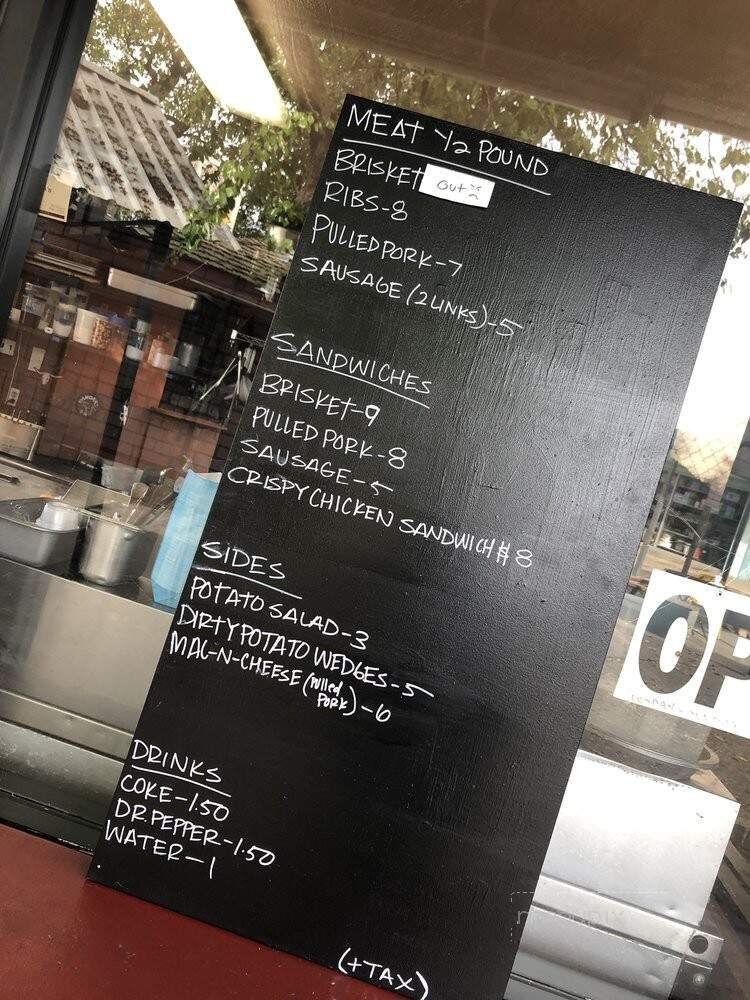 MEAT 1/2 POUND
BRISKET OUT
RIBS-8
PULLED PORK-7
SAUSAGE (2 LINKS)-5
SANDWICHES
BRISKET-9
PULLED PORK-8
SAUSAGE-5
CRISPY CHICKEN SANDWICH # 8
SIDES
POTATO SALAD-3
DIRTY POTATO WEDGES-5
MAC-N-CHEESE (Pulled PORK)-6
DRINKS
COKE-1.50
DR. PEPPER-1.50
WATER-1
(+TAX)
OP